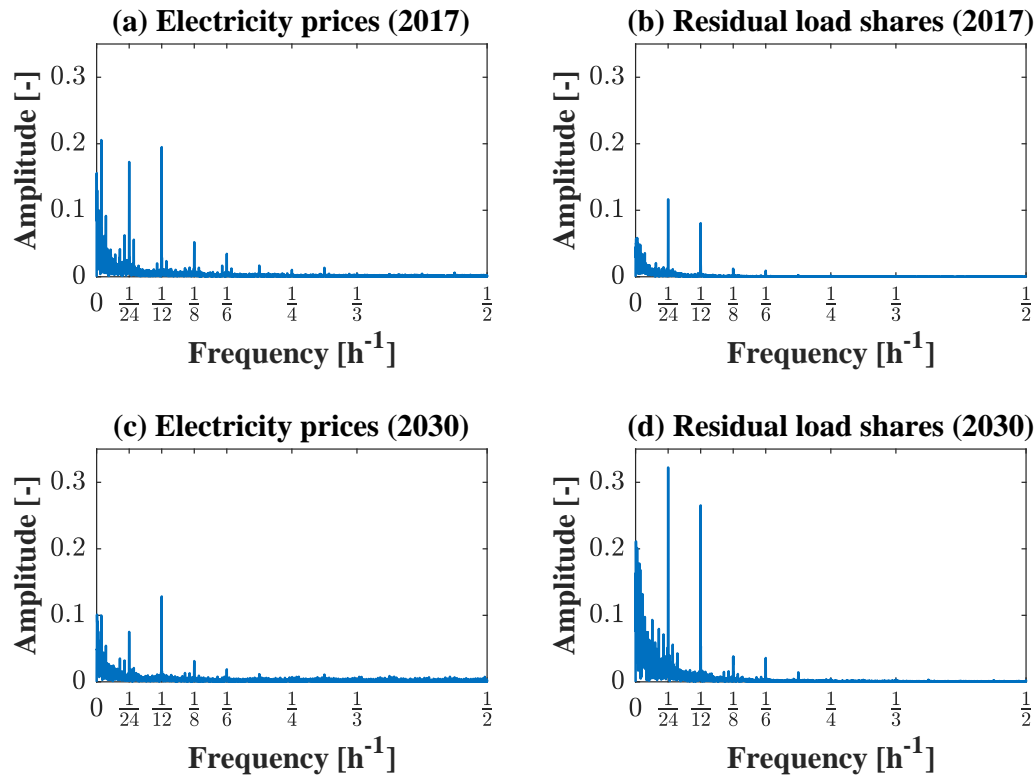 (a) Electricity prices (2017)
Amplitude [-]
0.3
0.2
0.1
0
0 1/24 1/12 1/8 1/6 1/4 1/3 1/2
Frequency [h^-1]
(b) Residual load shares (2017)
Amplitude [-]
0.3
0.2
0.1
0
0 1/24 1/12 1/8 1/6 1/4 1/3 1/2
Frequency [h^-1]
(c) Electricity prices (2030)
Amplitude [-]
0.3
0.2
0.1
0
0 1/24 1/12 1/8 1/6 1/4 1/3 1/2
Frequency [h^-1]
(d) Residual load shares (2030)
Amplitude [-]
0.3
0.2
0.1
0
0 1/24 1/12 1/8 1/6 1/4 1/3 1/2
Frequency [h^-1]